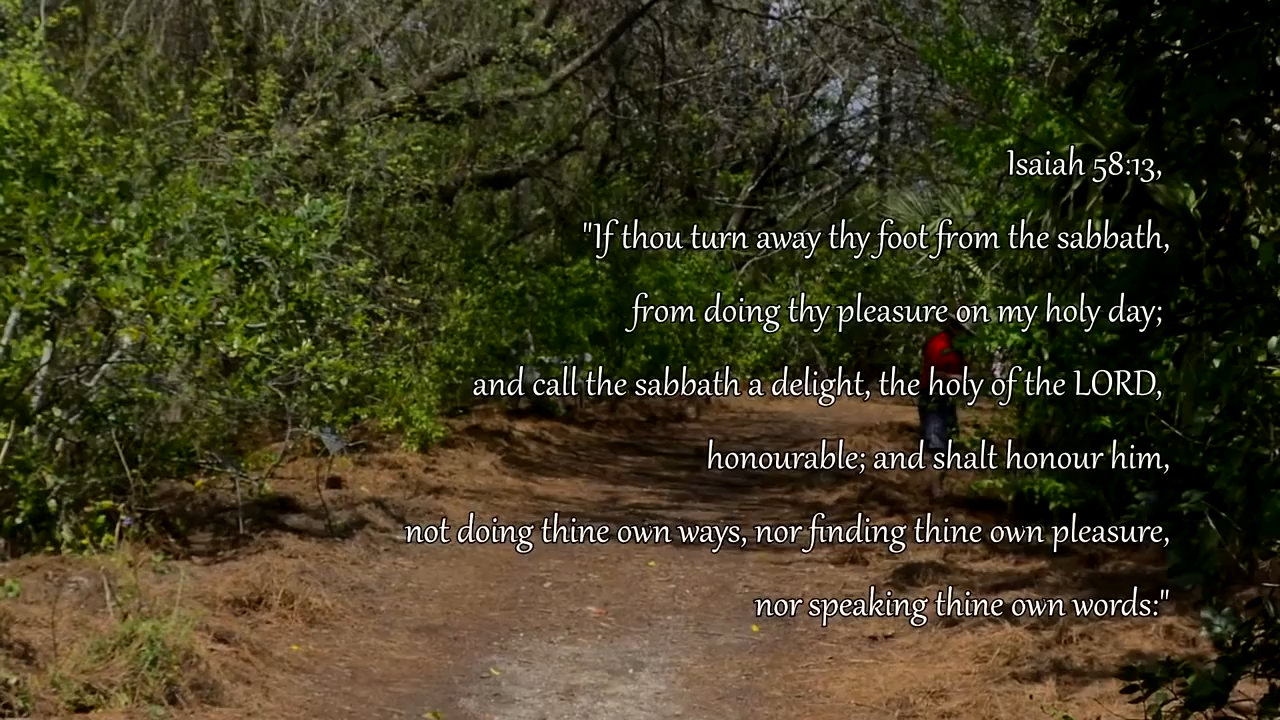 Isaiah 58:13,
"If thou turn away thy foot from the sabbath,
from doing thy pleasure on my holy day;
and call the sabbath a delight, the holy of the LORD,
honourable; and shalt honour him,
not doing thine own ways, nor finding thine own pleasure,
nor speaking thine own words:"